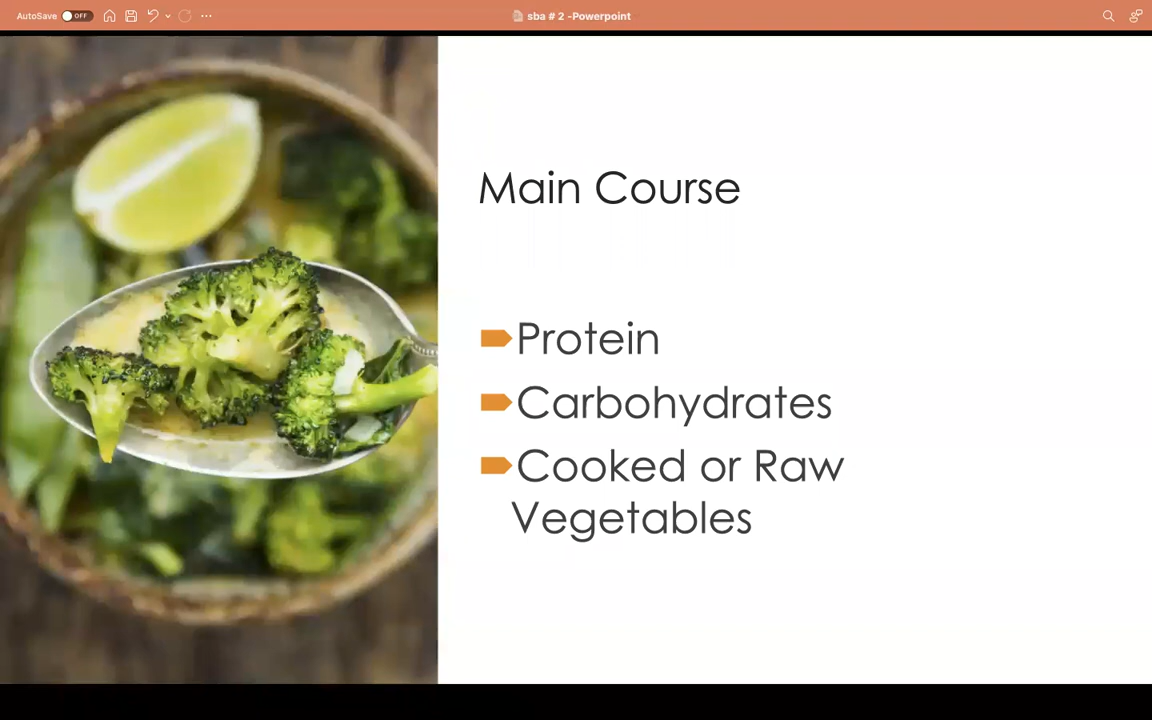 AutoSave OFF
sba # 2 -Powerpoint
Main Course
Protein
Carbohydrates
Cooked or Raw
Vegetables